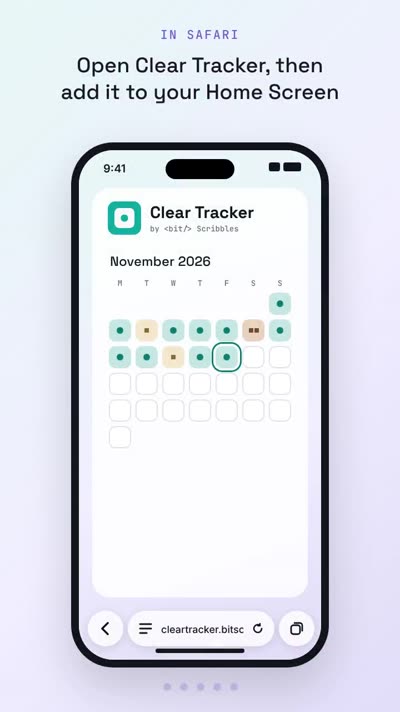 IN SAFARI
Open Clear Tracker, then
add it to your Home Screen
9:41
Clear Tracker
by <bit/> Scribbles
November 2026
M T W T F S S
cleartracker.bitsc